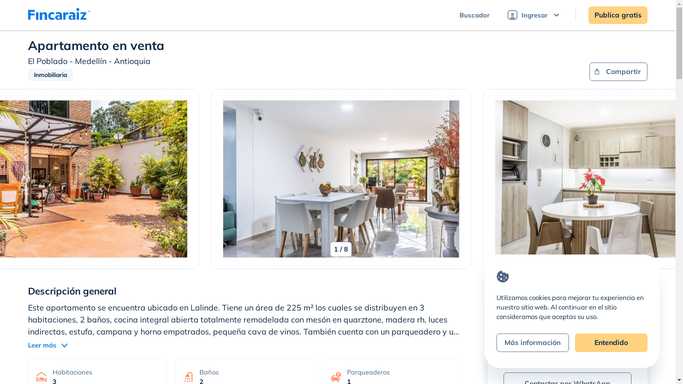 Fincaraiz
Buscador
Ingresar
Publica gratis
Apartamento en venta
El Poblado - Medellín - Antioquia
Inmobiliaria
Compartir
1 / 8
Descripción general
Este apartamento se encuentra ubicado en Lalinde. Tiene un área de 225 m² los cuales se distribuyen en 3
habitaciones, 2 baños, cocina integral abierta totalmente remodelada con mesón en quarztone, madera rh, luces
indirectas, estufa, campana y horno empotrados, pequeña cava de vinos. También cuenta con un parqueadero y u...
Leer más
Habitaciones
3
Baños
2
Parqueaderos
1
Utilizamos cookies para mejorar tu experiencia en
nuestro sitio web. Al continuar en el sitio
consideramos que aceptas su uso.
Más información
Entendido
Contactar por WhatsApp